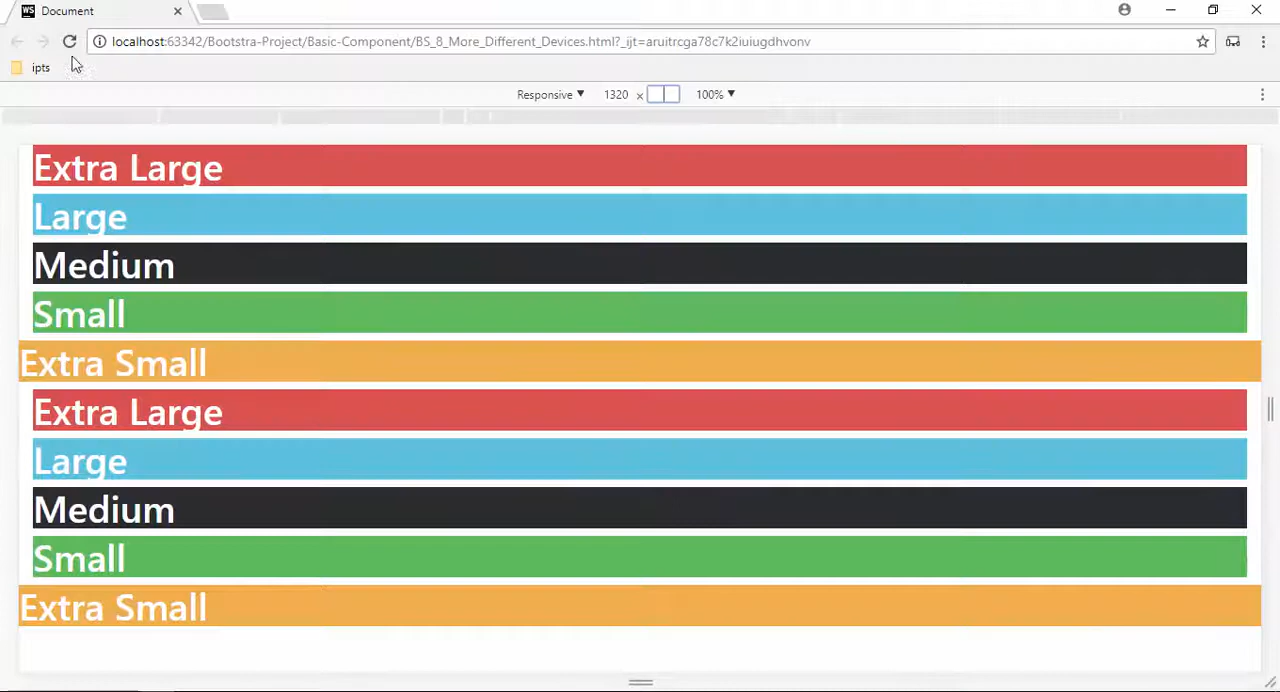 WS Document
localhost:63342/Bootstra-Project/Basic-Component/BS_8_More_Different_Devices.html?_ijt=aruitrcga78c7k2iuiugdhvonv
ipts
Responsive ▼ 1320 × 100% ▼
Extra Large
Large
Medium
Small
Extra Small
Extra Large
Large
Medium
Small
Extra Small